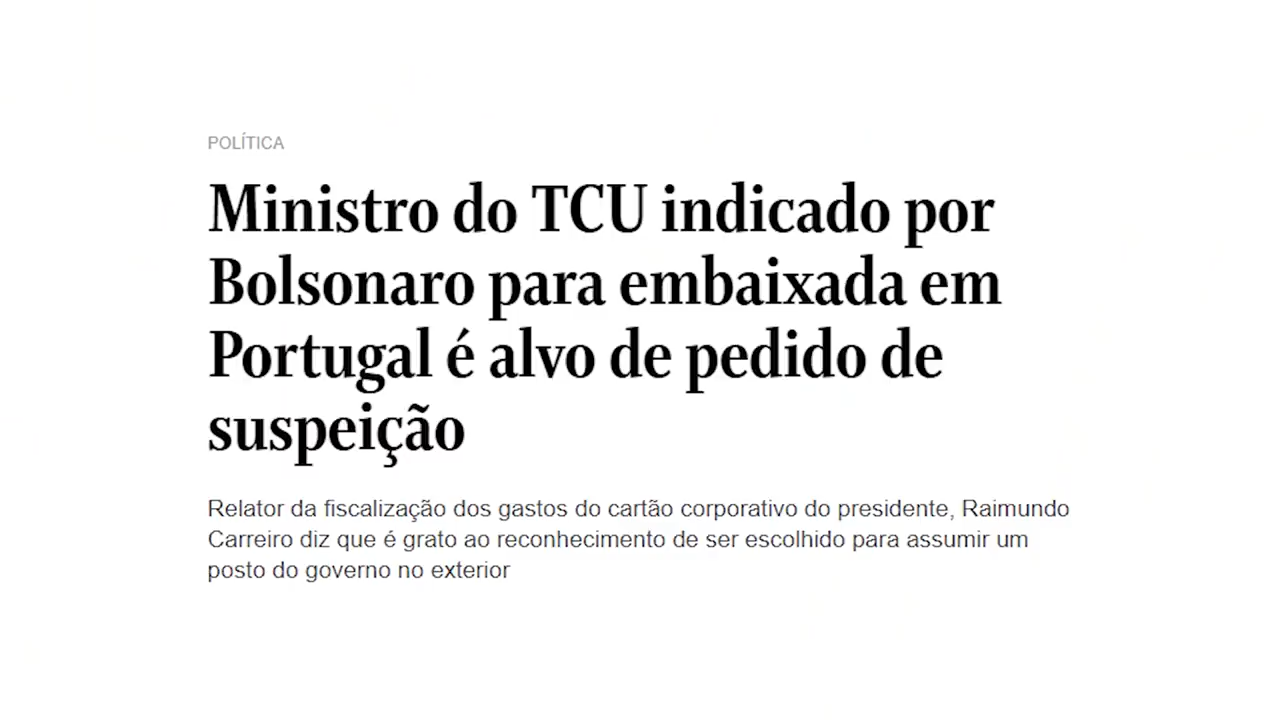 POLÍTICA
Ministro do TCU indicado por
Bolsonaro para embaixada em
Portugal é alvo de pedido de
suspeição
Relator da fiscalização dos gastos do cartão corporativo do presidente, Raimundo
Carreiro diz que é grato ao reconhecimento de ser escolhido para assumir um
posto do governo no exterior